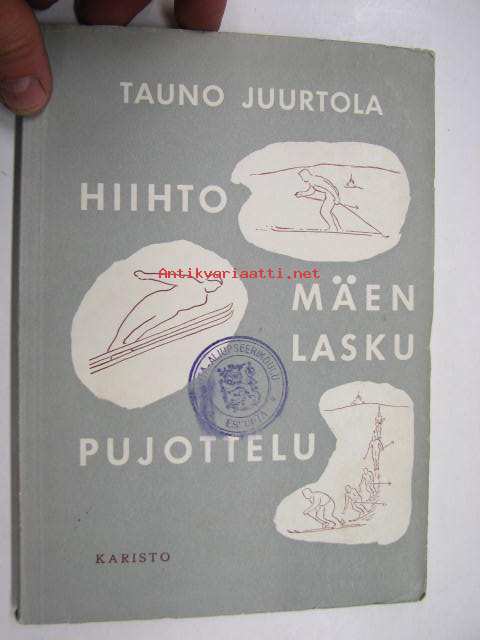 TAUNO JUURTOLA
HIIHTO
Antikvariaatti.net
MÄEN
LASKU
PUJOTTELU
KARISTO